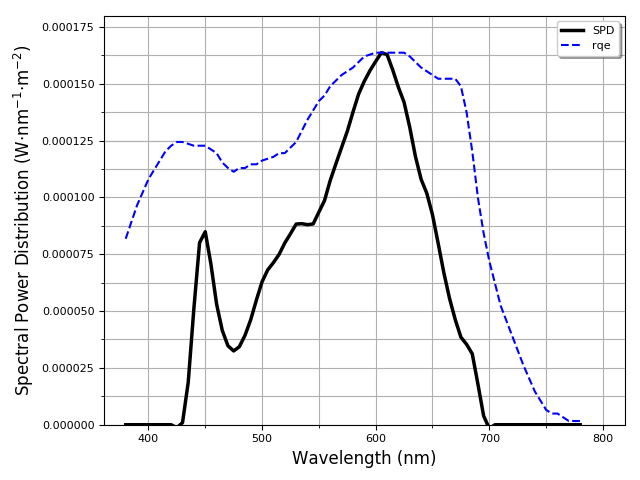 SPD
rqe
0.000175
0.000150
0.000125
0.000100
0.000075
0.000050
0.000025
0.000000
Spectral Power Distribution (W·nm⁻¹·m⁻²)
400 500 600 700 800
Wavelength (nm)